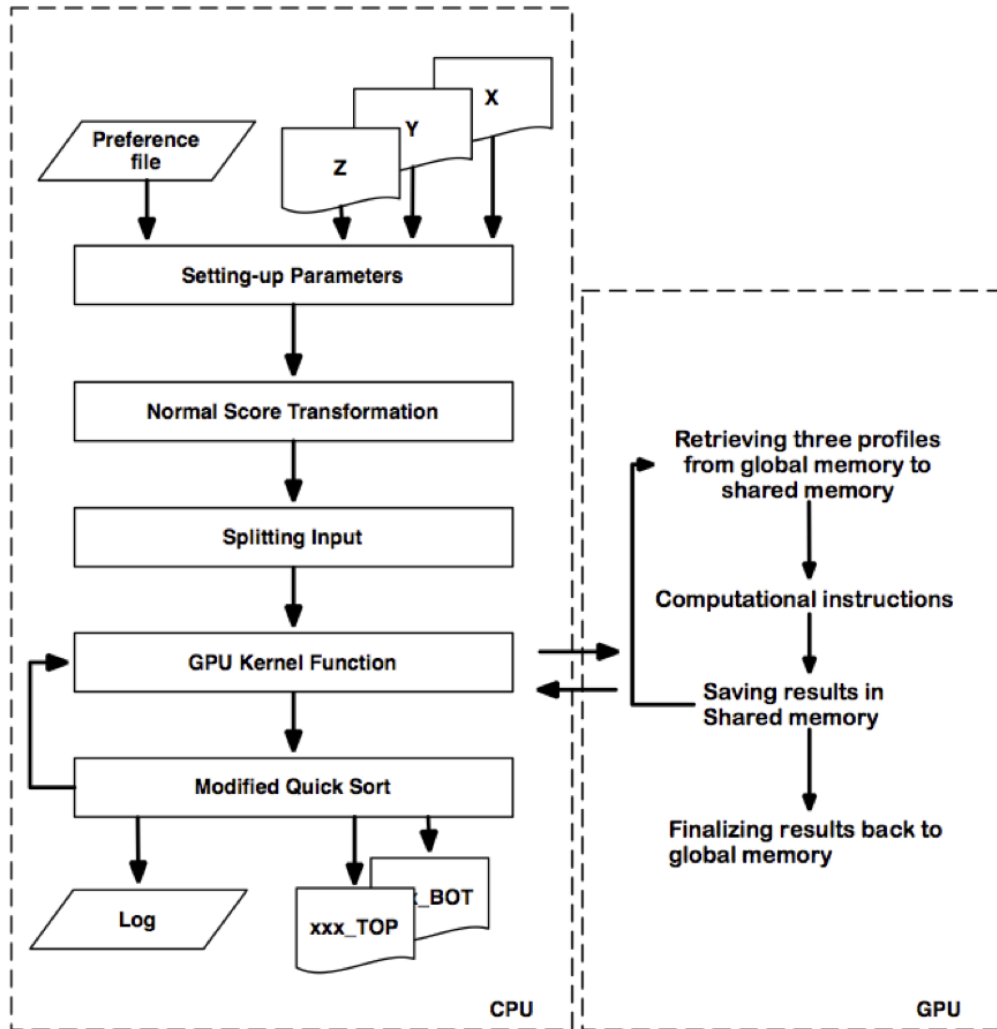 X
Y
Z
Preference
file
Setting-up Parameters
Normal Score Transformation
Splitting Input
GPU Kernel Function
Modified Quick Sort
Log
xxx_TOP
x_BOT
CPU
Retrieving three profiles
from global memory to
shared memory
Computational instructions
Saving results in
Shared memory
Finalizing results back to
global memory
GPU